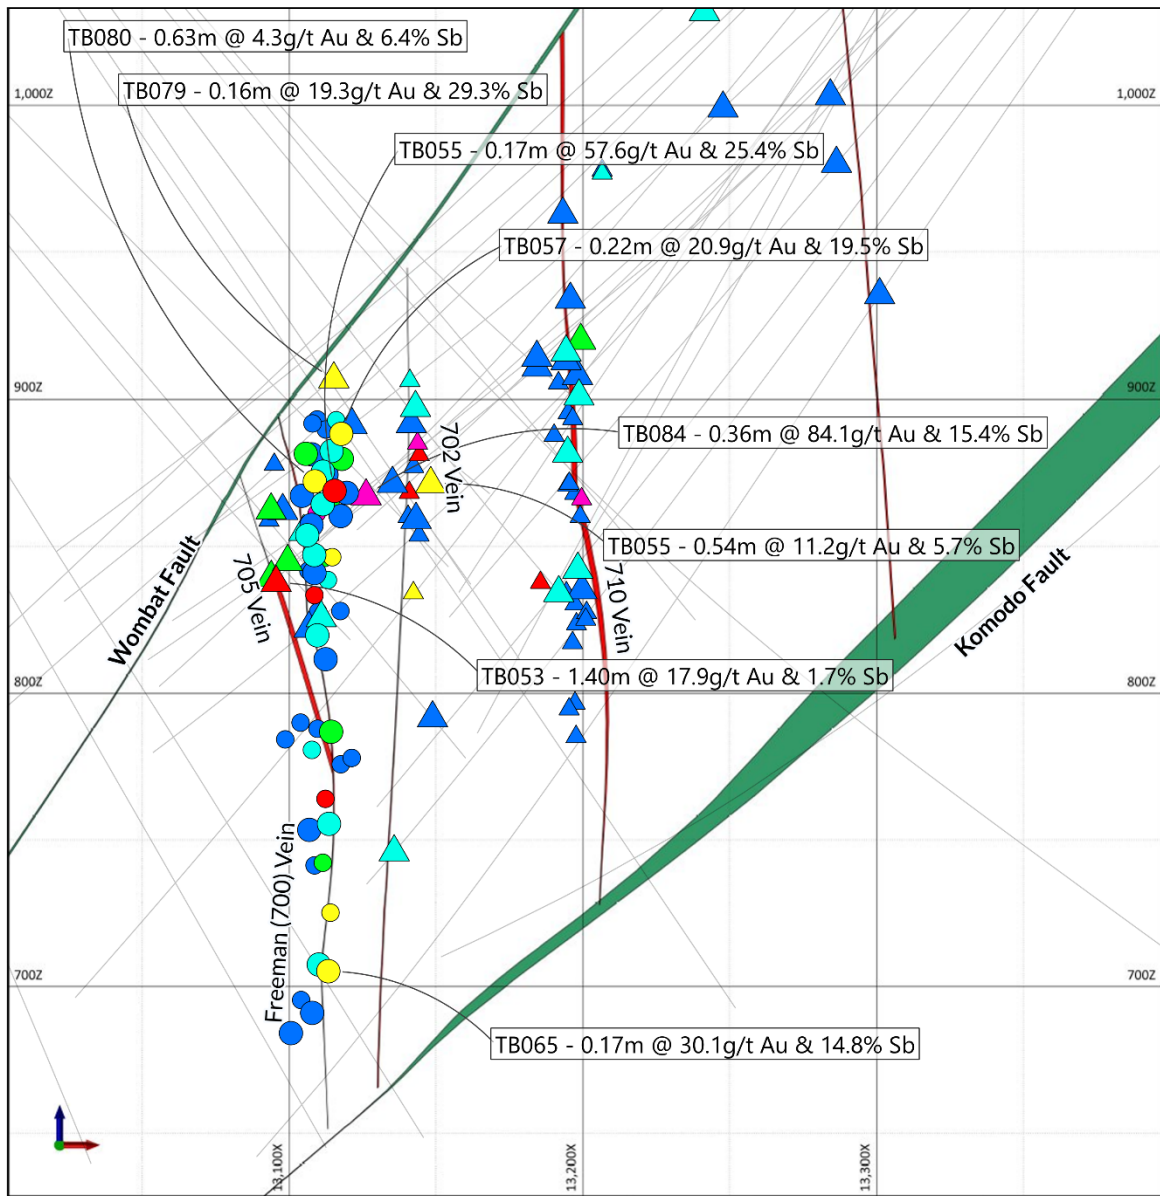 TB080 - 0.63m @ 4.3g/t Au & 6.4% Sb
TB079 - 0.16m @ 19.3g/t Au & 29.3% Sb
1,000Z
1,000Z
TB055 - 0.17m @ 57.6g/t Au & 25.4% Sb
TB057 - 0.22m @ 20.9g/t Au & 19.5% Sb
900Z
900Z
TB084 - 0.36m @ 84.1g/t Au & 15.4% Sb
702 Vein
TB055 - 0.54m @ 11.2g/t Au & 5.7% Sb
Wombat Fault
705 Vein
710 Vein
Komodo Fault
TB053 - 1.40m @ 17.9g/t Au & 1.7% Sb
800Z
800Z
Freeman (700) Vein
700Z
700Z
TB065 - 0.17m @ 30.1g/t Au & 14.8% Sb
13,100X
13,200X
13,300X